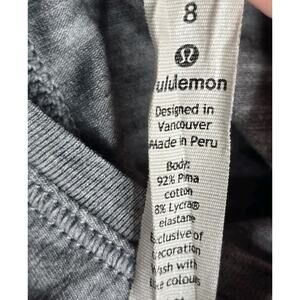 8
lululemon
Designed in
Vancouver
Made in Peru
Body:
92% Pima
cotton
8% Lycra®
elastane
Exclusive of
decoration
Wash with
colours